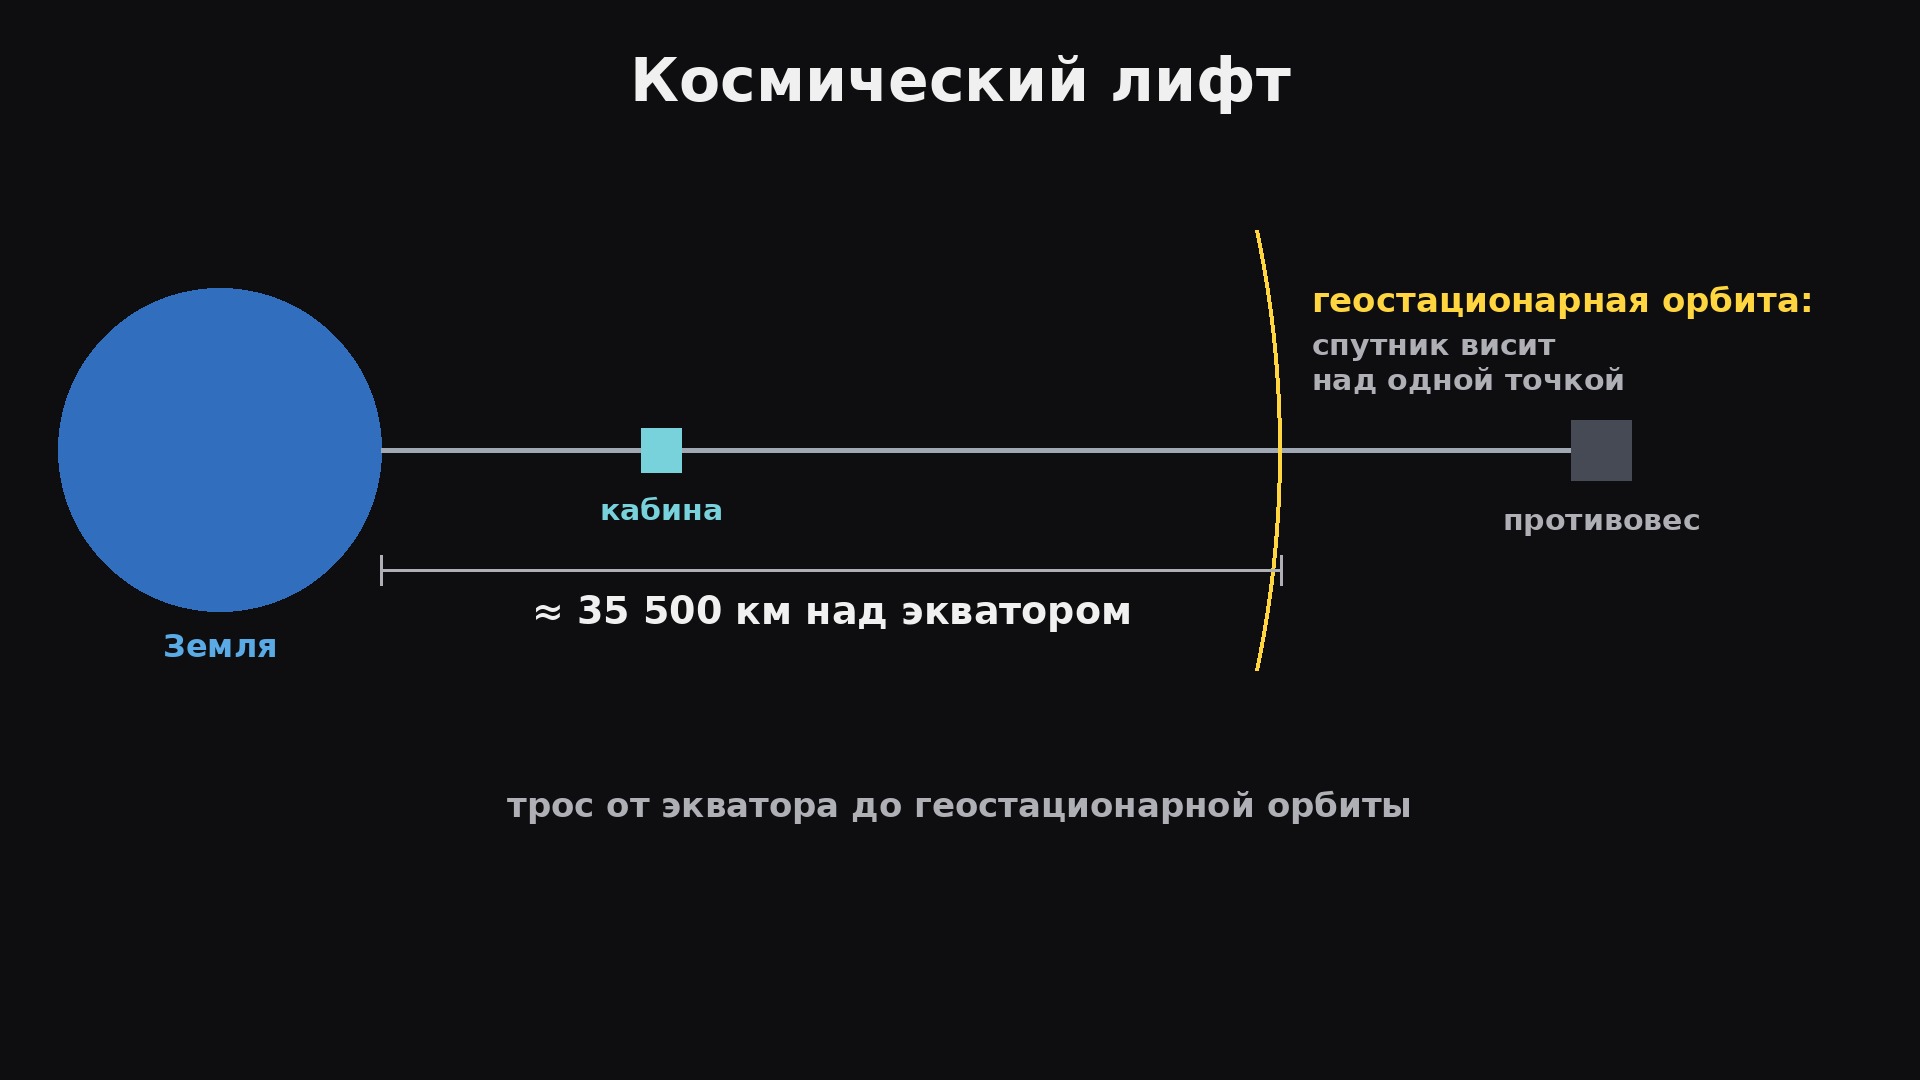 Космический лифт
геостационарная орбита:
спутник висит
над одной точкой
кабина
противовес
≈ 35 500 км над экватором
Земля
трос от экватора до геостационарной орбиты